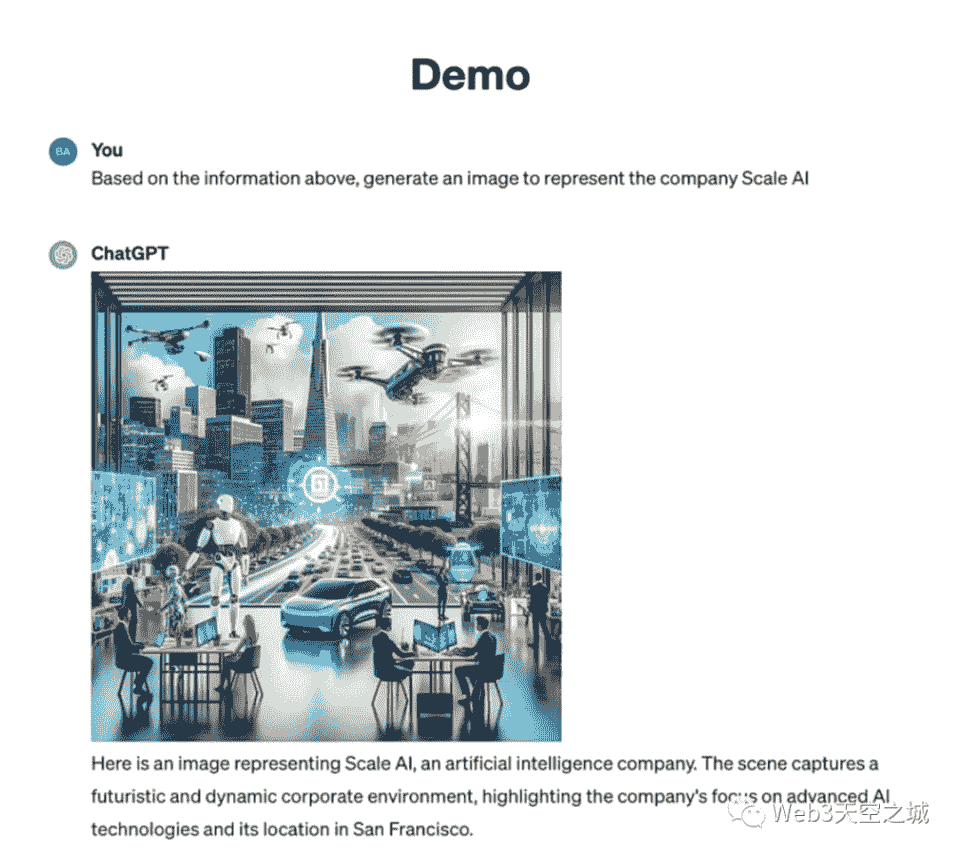 Demo
BA
You
Based on the information above, generate an image to represent the company Scale AI
ChatGPT
Here is an image representing Scale AI, an artificial intelligence company. The scene captures a
futuristic and dynamic corporate environment, highlighting the company's focus on advanced AI
technologies and its location in San Francisco.
Web3天空之城